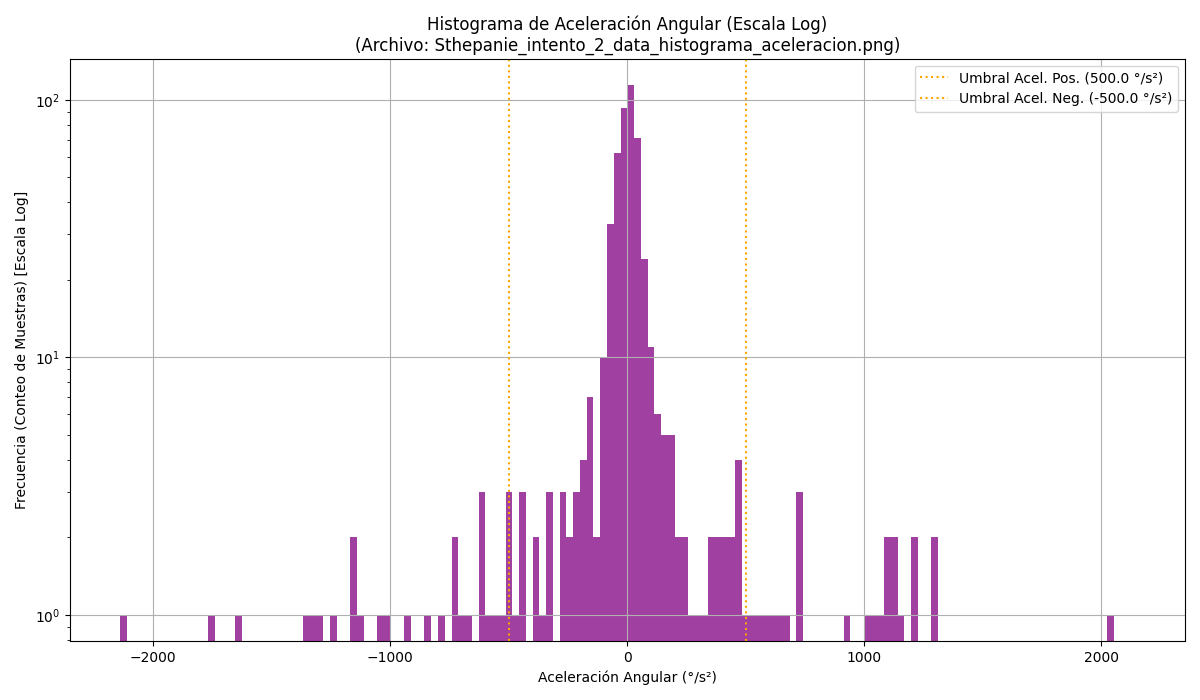 Histograma de Aceleración Angular (Escala Log)
(Archivo: Sthepanie_intento_2_data_histograma_aceleracion.png)
Umbral Acel. Pos. (500.0 °/s²)
Umbral Acel. Neg. (-500.0 °/s²)
Frecuencia (Conteo de Muestras) [Escala Log]
10²
10¹
10⁰
−2000 −1000 0 1000 2000
Aceleración Angular (°/s²)